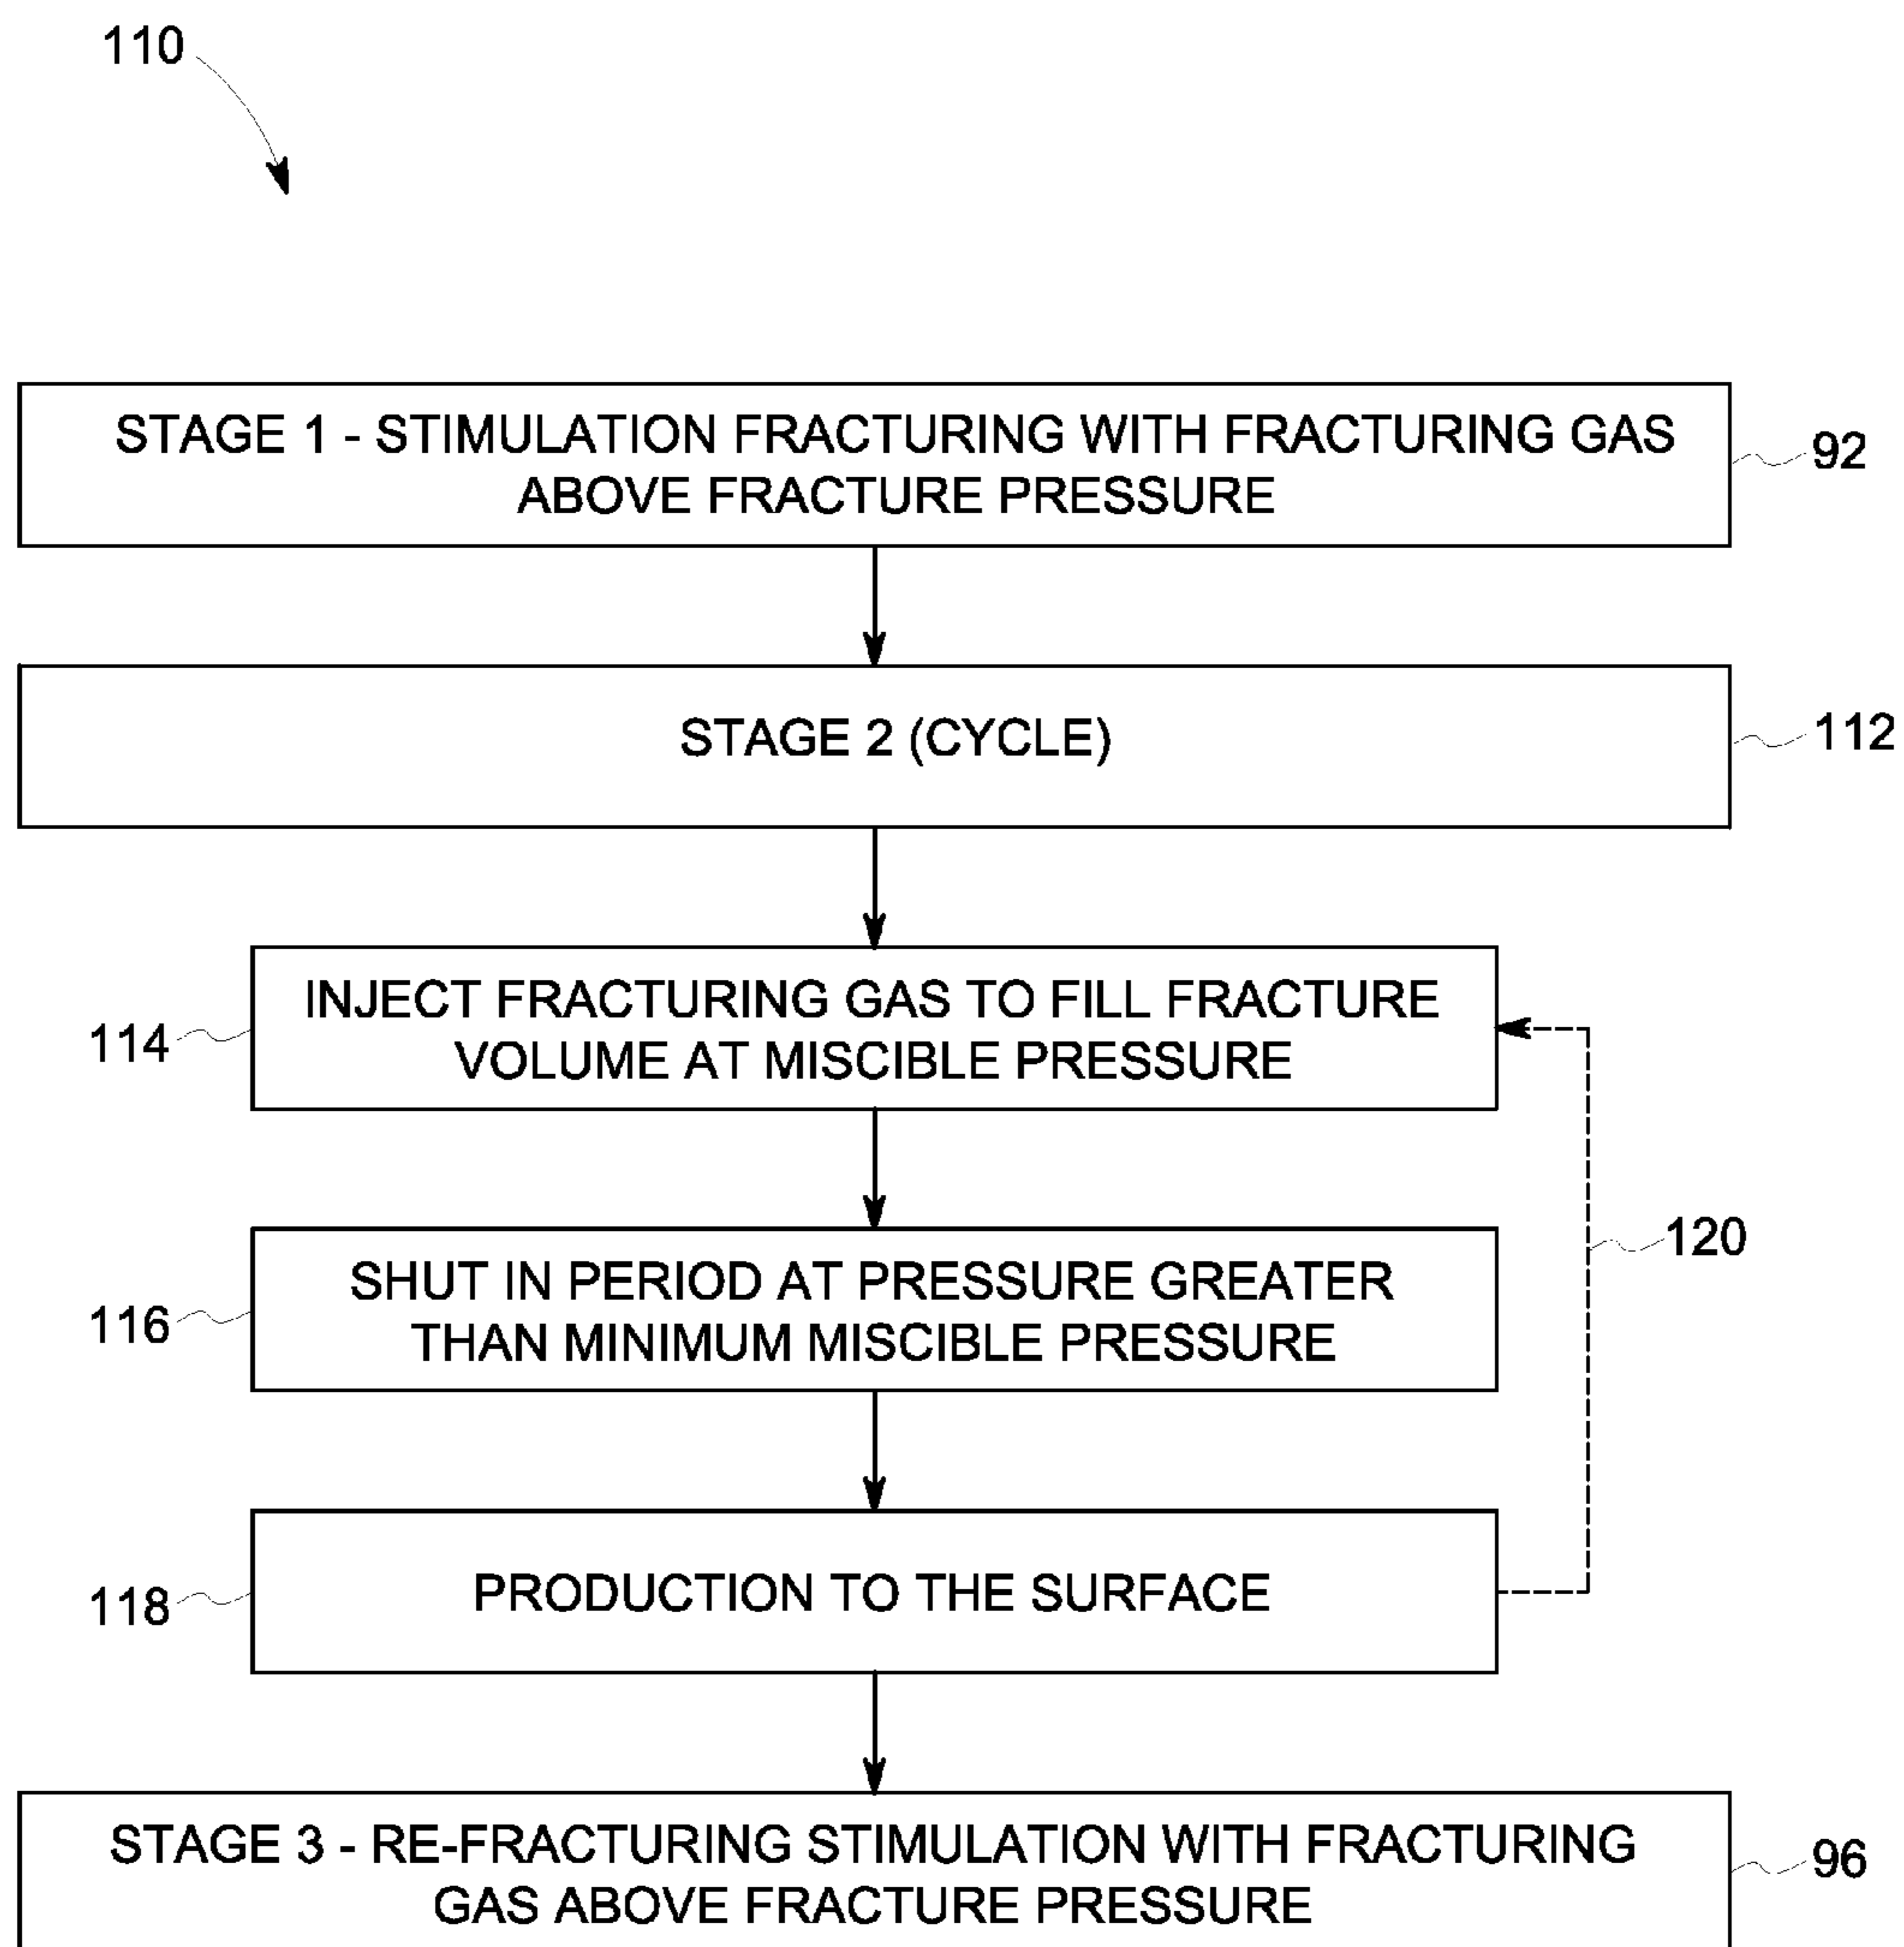 110
STAGE 1 - STIMULATION FRACTURING WITH FRACTURING GAS
ABOVE FRACTURE PRESSURE
92
STAGE 2 (CYCLE)
112
INJECT FRACTURING GAS TO FILL FRACTURE
VOLUME AT MISCIBLE PRESSURE
114
SHUT IN PERIOD AT PRESSURE GREATER
THAN MINIMUM MISCIBLE PRESSURE
116
120
PRODUCTION TO THE SURFACE
118
STAGE 3 - RE-FRACTURING STIMULATION WITH FRACTURING
GAS ABOVE FRACTURE PRESSURE
96